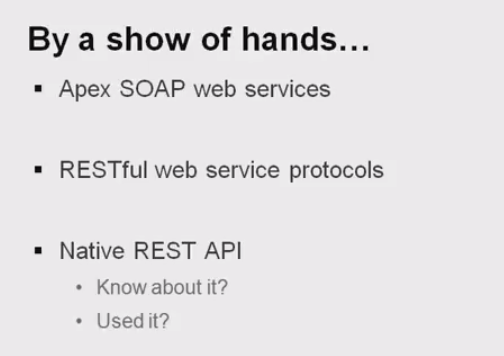 By a show of hands…
▪ Apex SOAP web services
▪ RESTful web service protocols
▪ Native REST API
• Know about it?
• Used it?